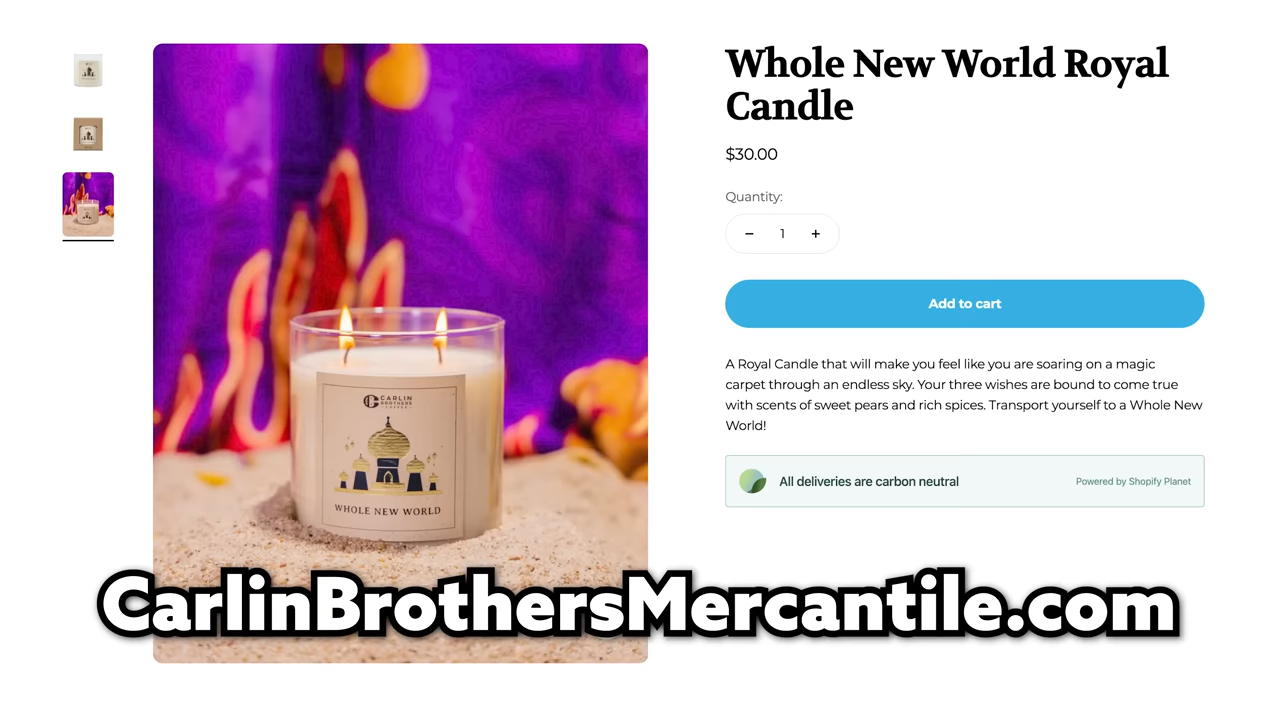 Whole New World Royal
Candle
$30.00
Quantity:
− 1 +
Add to cart
A Royal Candle that will make you feel like you are soaring on a magic
carpet through an endless sky. Your three wishes are bound to come true
with scents of sweet pears and rich spices. Transport yourself to a Whole New
World!
All deliveries are carbon neutral
Powered by Shopify Planet
CARLIN
BROTHERS
COFFEE
WHOLE NEW WORLD
CarlinBrothersMercantile.com